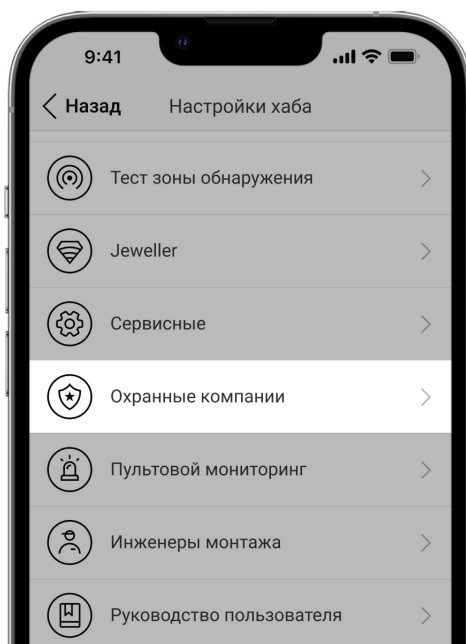 9:41
Назад
Настройки хаба
Тест зоны обнаружения
Jeweller
Сервисные
Охранные компании
Пультовой мониторинг
Инженеры монтажа
Руководство пользователя